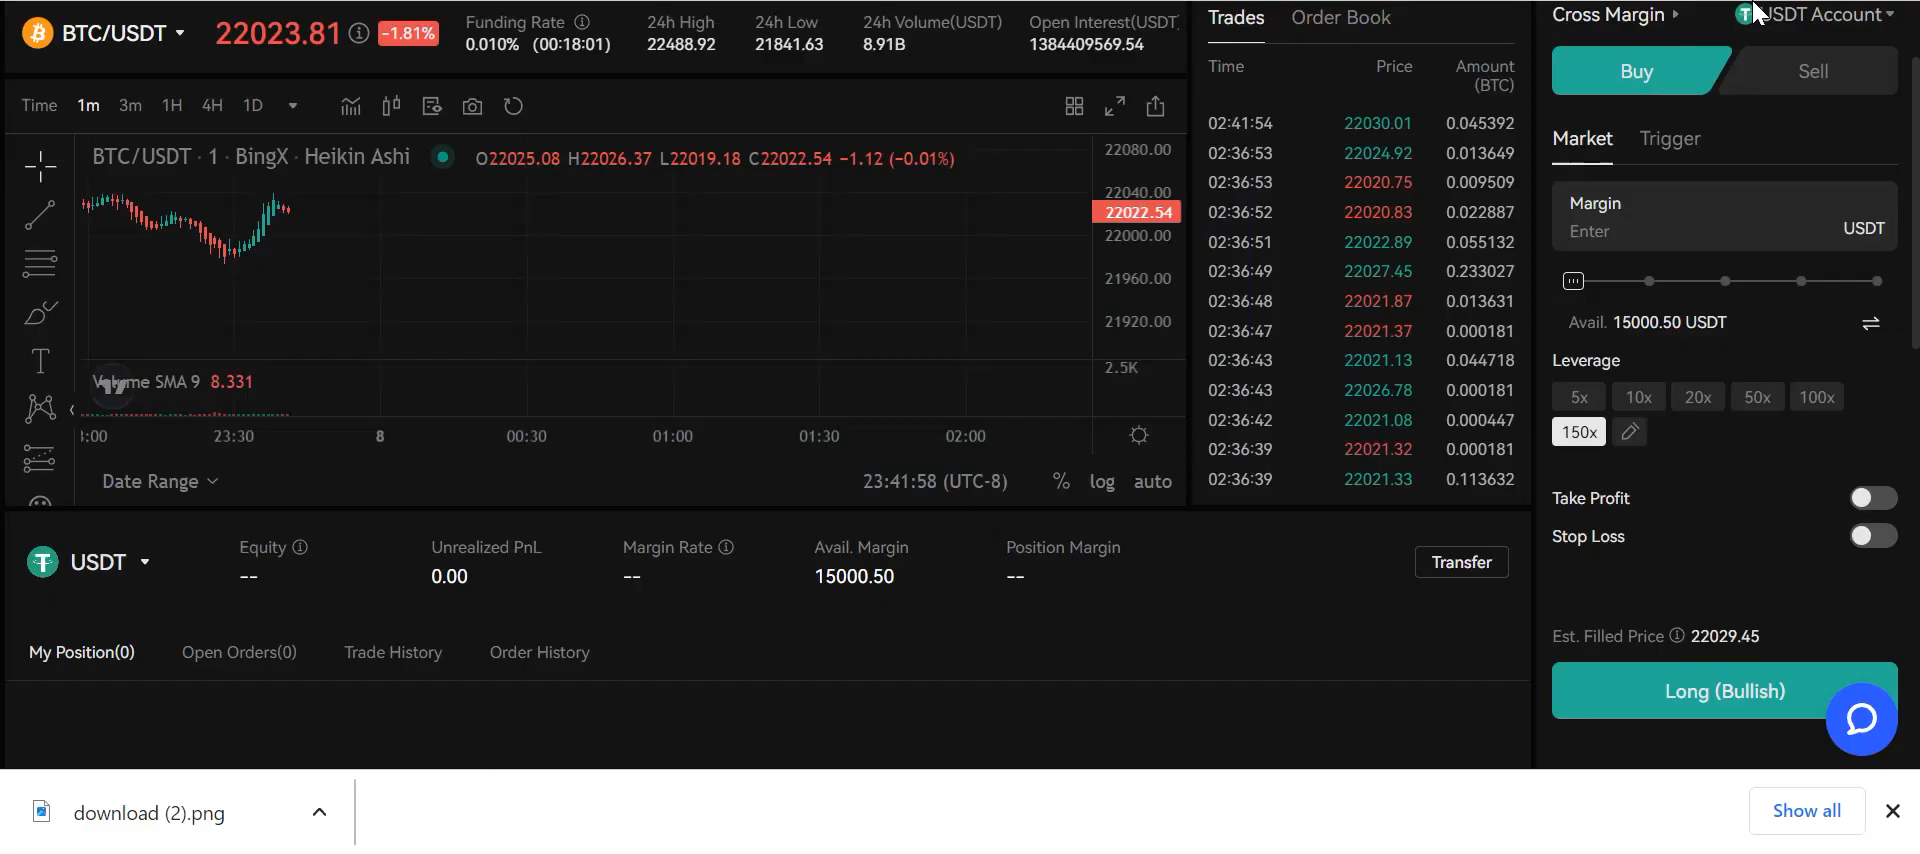 BTC/USDT
22023.81
-1.81%
Funding Rate
0.010% (00:18:01)
24h High
22488.92
24h Low
21841.63
24h Volume(USDT)
8.91B
Open Interest(USDT)
1384409569.54
Time 1m 3m 1H 4H 1D
BTC/USDT · 1 · BingX · Heikin Ashi
O22025.08 H22026.37 L22019.18 C22022.54 −1.12 (−0.01%)
22080.00
22040.00
22022.54
22000.00
21960.00
21920.00
2.5K
Volume SMA 9 8.331
:00 23:30 8 00:30 01:00 01:30 02:00
Date Range
23:41:58 (UTC-8) % log auto
Trades Order Book
Time Price Amount
(BTC)
02:41:54 22030.01 0.045392
02:36:53 22024.92 0.013649
02:36:53 22020.75 0.009509
02:36:52 22020.83 0.022887
02:36:51 22022.89 0.055132
02:36:49 22027.45 0.233027
02:36:48 22021.87 0.013631
02:36:47 22021.37 0.000181
02:36:43 22021.13 0.044718
02:36:43 22026.78 0.000181
02:36:42 22021.08 0.000447
02:36:39 22021.32 0.000181
02:36:39 22021.33 0.113632
Cross Margin
USDT Account
Buy Sell
Market Trigger
Margin
Enter USDT
Avail. 15000.50 USDT
Leverage
5x 10x 20x 50x 100x
150x
Take Profit
Stop Loss
Est. Filled Price 22029.45
Long (Bullish)
USDT
Equity
--
Unrealized PnL
0.00
Margin Rate
--
Avail. Margin
15000.50
Position Margin
--
Transfer
My Position(0) Open Orders(0) Trade History Order History
download (2).png
Show all